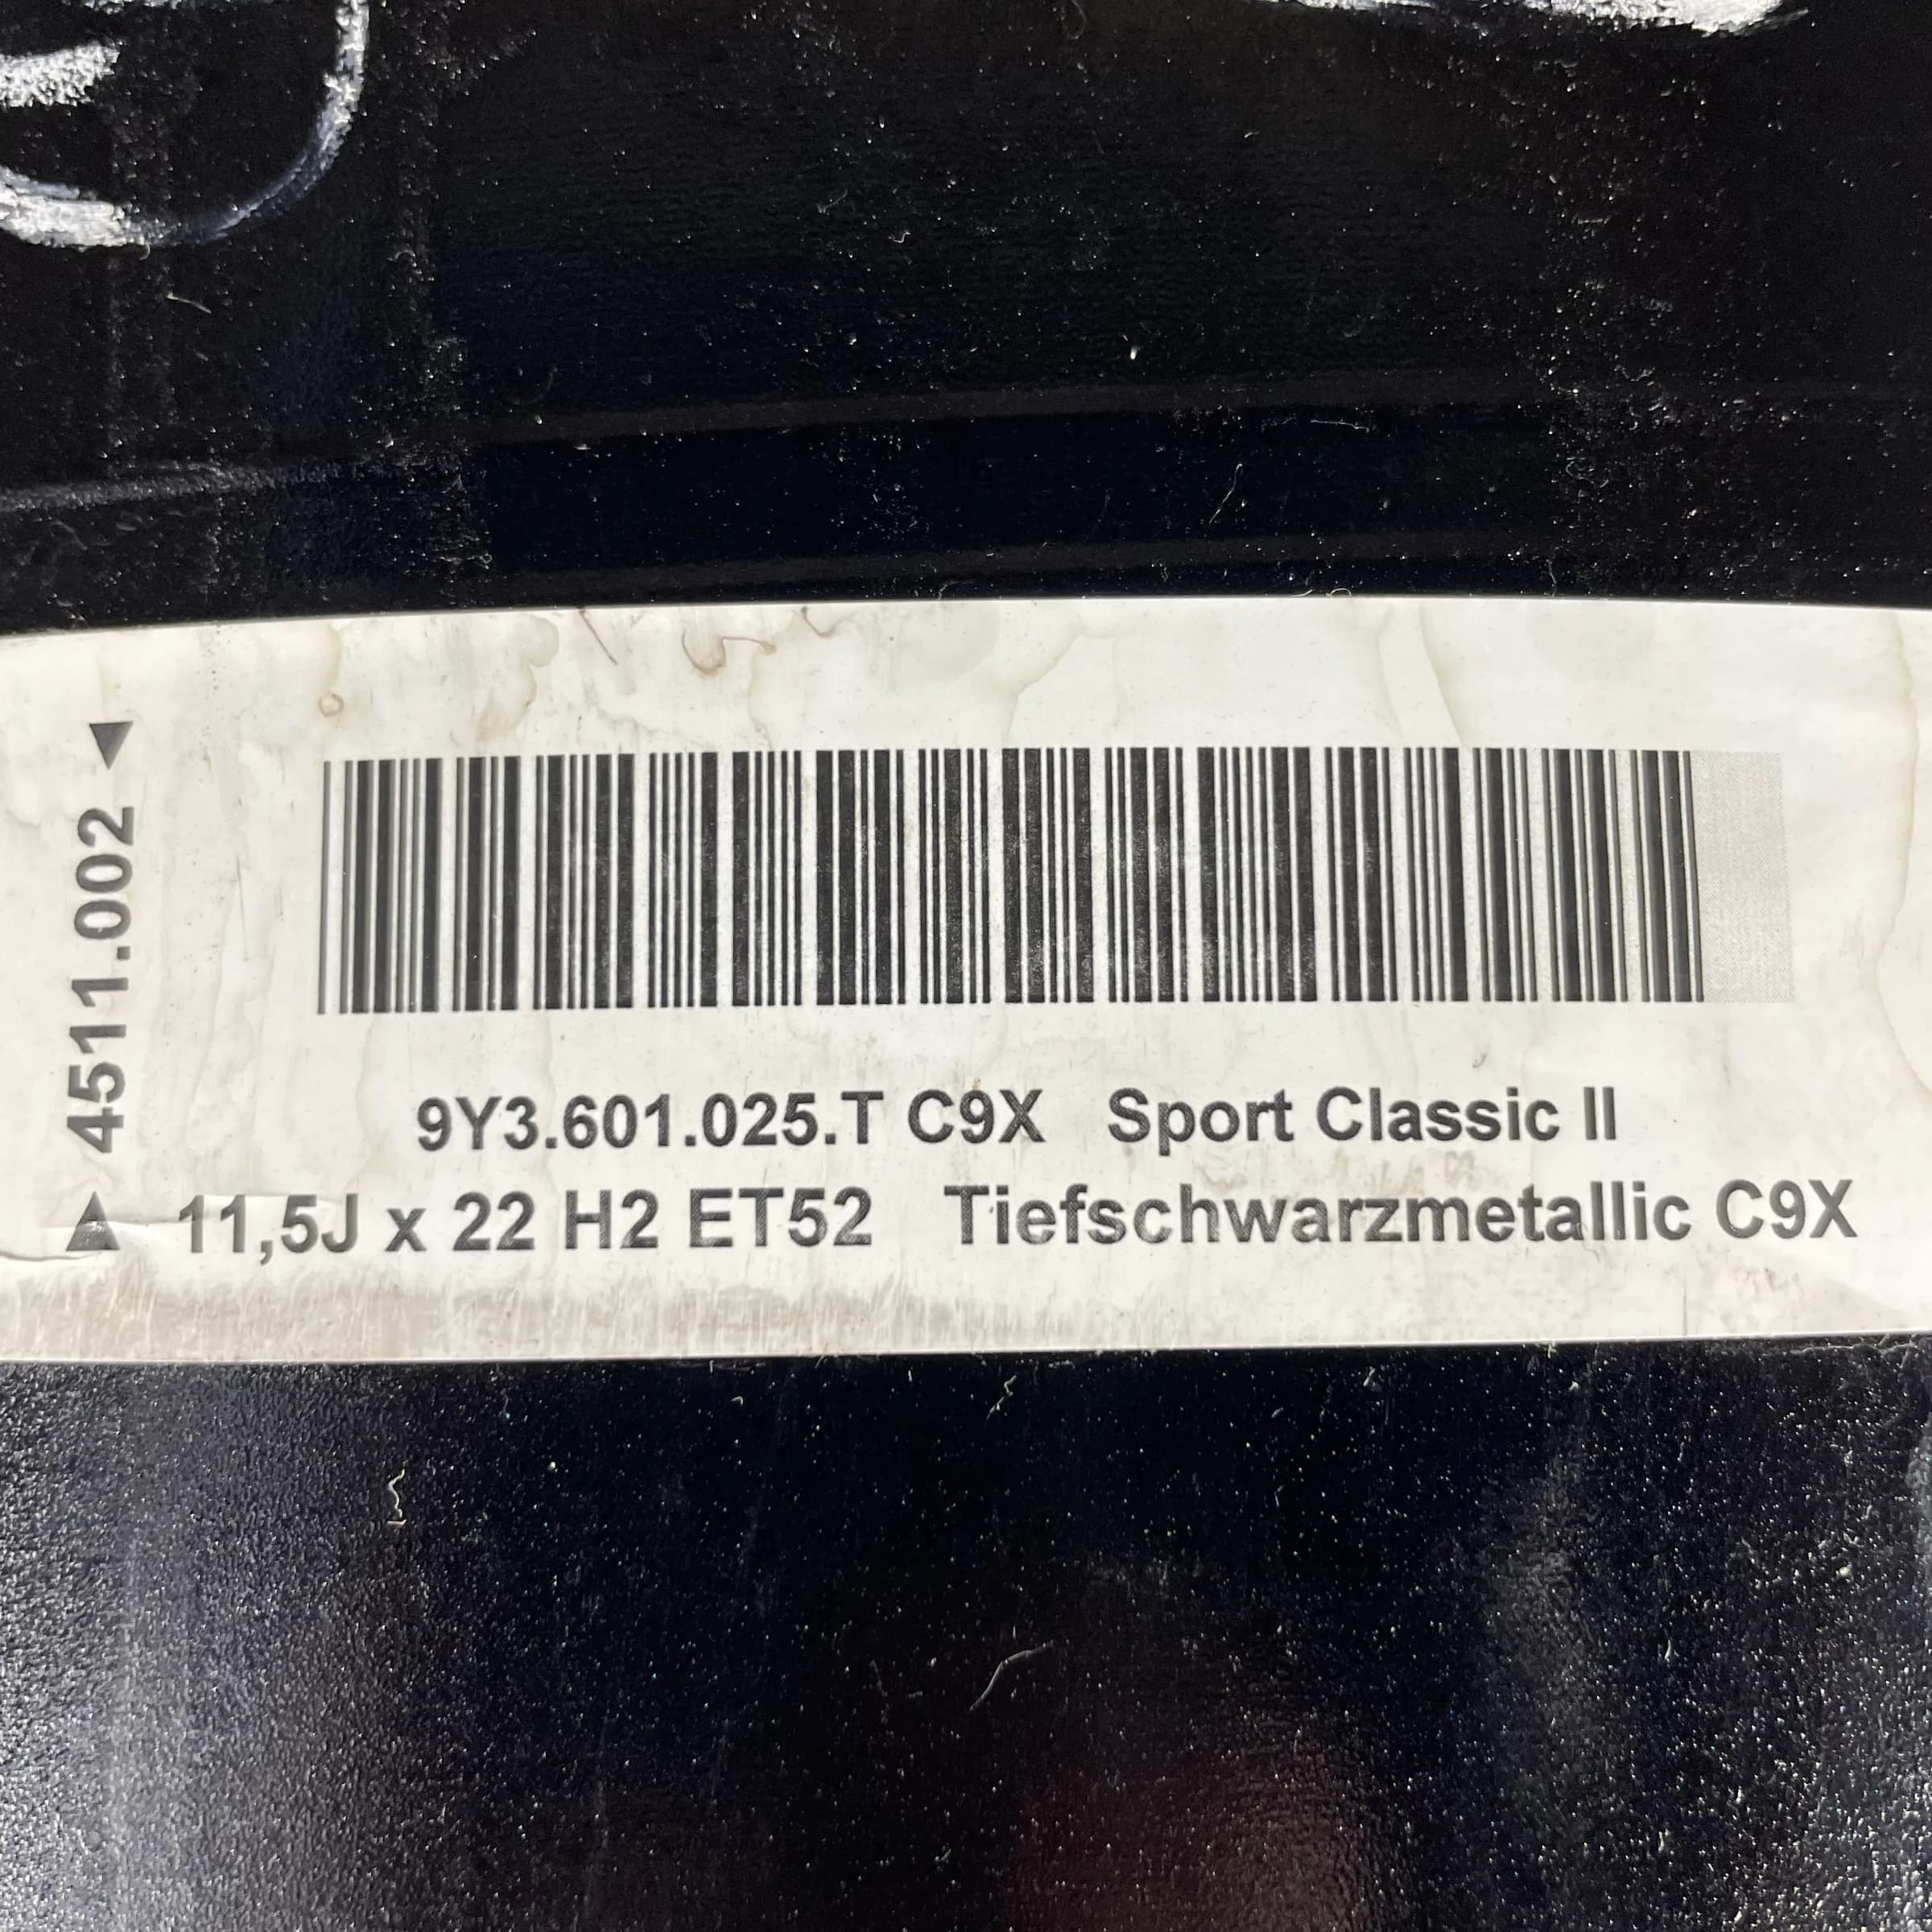 4511.002
9Y3.601.025.T C9X Sport Classic II
11,5J x 22 H2 ET52 Tiefschwarzmetallic C9X